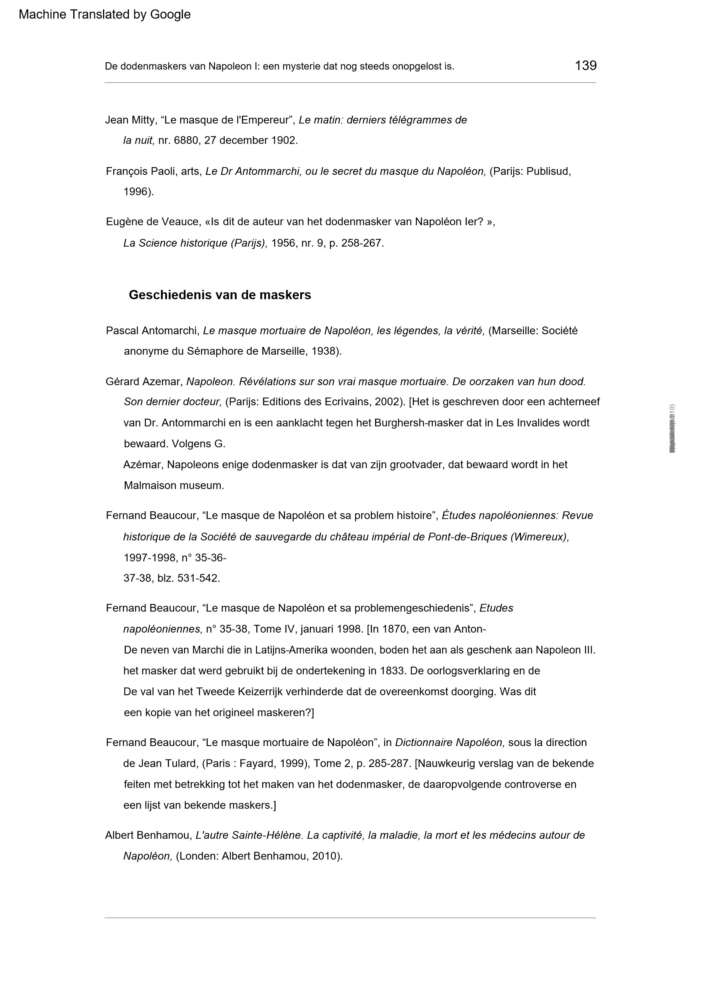 Machine Translated by Google
De dodenmaskers van Napoleon I: een mysterie dat nog steeds onopgelost is. 139
Jean Mitty, “Le masque de l'Empereur”, Le matin: derniers télégrammes de
la nuit, nr. 6880, 27 december 1902.
François Paoli, arts, Le Dr Antommarchi, ou le secret du masque du Napoléon, (Parijs: Publisud,
1996).
Eugène de Veauce, «Is dit de auteur van het dodenmasker van Napoléon Ier? »,
La Science historique (Parijs), 1956, nr. 9, p. 258-267.
Geschiedenis van de maskers
Pascal Antomarchi, Le masque mortuaire de Napoléon, les légendes, la vérité, (Marseille: Société
anonyme du Sémaphore de Marseille, 1938).
Gérard Azemar, Napoleon. Révélations sur son vrai masque mortuaire. De oorzaken van hun dood.
Son dernier docteur, (Parijs: Editions des Ecrivains, 2002). [Het is geschreven door een achterneef
van Dr. Antommarchi en is een aanklacht tegen het Burghersh-masker dat in Les Invalides wordt
bewaard. Volgens G.
Azémar, Napoleons enige dodenmasker is dat van zijn grootvader, dat bewaard wordt in het
Malmaison museum.
Fernand Beaucour, “Le masque de Napoléon et sa problem histoire”, Études napoléoniennes: Revue
historique de la Société de sauvegarde du château impérial de Pont-de-Briques (Wimereux),
1997-1998, n° 35-36-
37-38, blz. 531-542.
Fernand Beaucour, “Le masque de Napoléon et sa problemengeschiedenis”, Etudes
napoléoniennes, n° 35-38, Tome IV, januari 1998. [In 1870, een van Anton-
De neven van Marchi die in Latijns-Amerika woonden, boden het aan als geschenk aan Napoleon III.
het masker dat werd gebruikt bij de ondertekening in 1833. De oorlogsverklaring en de
De val van het Tweede Keizerrijk verhinderde dat de overeenkomst doorging. Was dit
een kopie van het origineel maskeren?]
Fernand Beaucour, “Le masque mortuaire de Napoléon”, in Dictionnaire Napoléon, sous la direction
de Jean Tulard, (Paris : Fayard, 1999), Tome 2, p. 285-287. [Nauwkeurig verslag van de bekende
feiten met betrekking tot het maken van het dodenmasker, de daaropvolgende controverse en
een lijst van bekende maskers.]
Albert Benhamou, L'autre Sainte-Hélène. La captivité, la maladie, la mort et les médecins autour de
Napoléon, (Londen: Albert Benhamou, 2010).